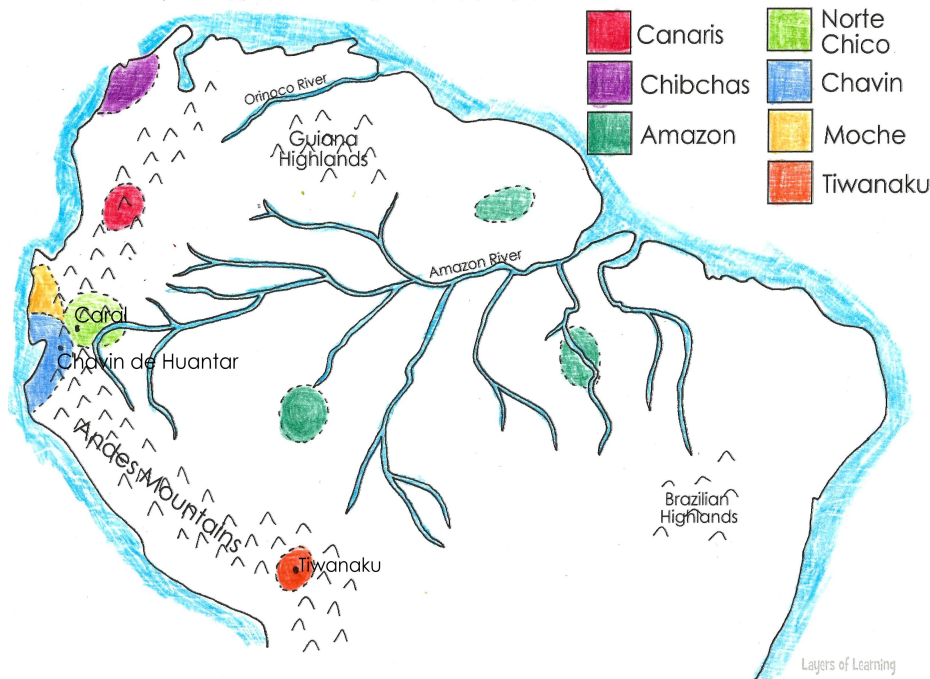 Canaris
Chibchas
Amazon
Norte
Chico
Chavin
Moche
Tiwanaku
Orinoco River
Guiana
Highlands
Amazon River
Caral
Chavin de Huantar
Andes Mountains
Tiwanaku
Brazilian
Highlands
Layers of Learning